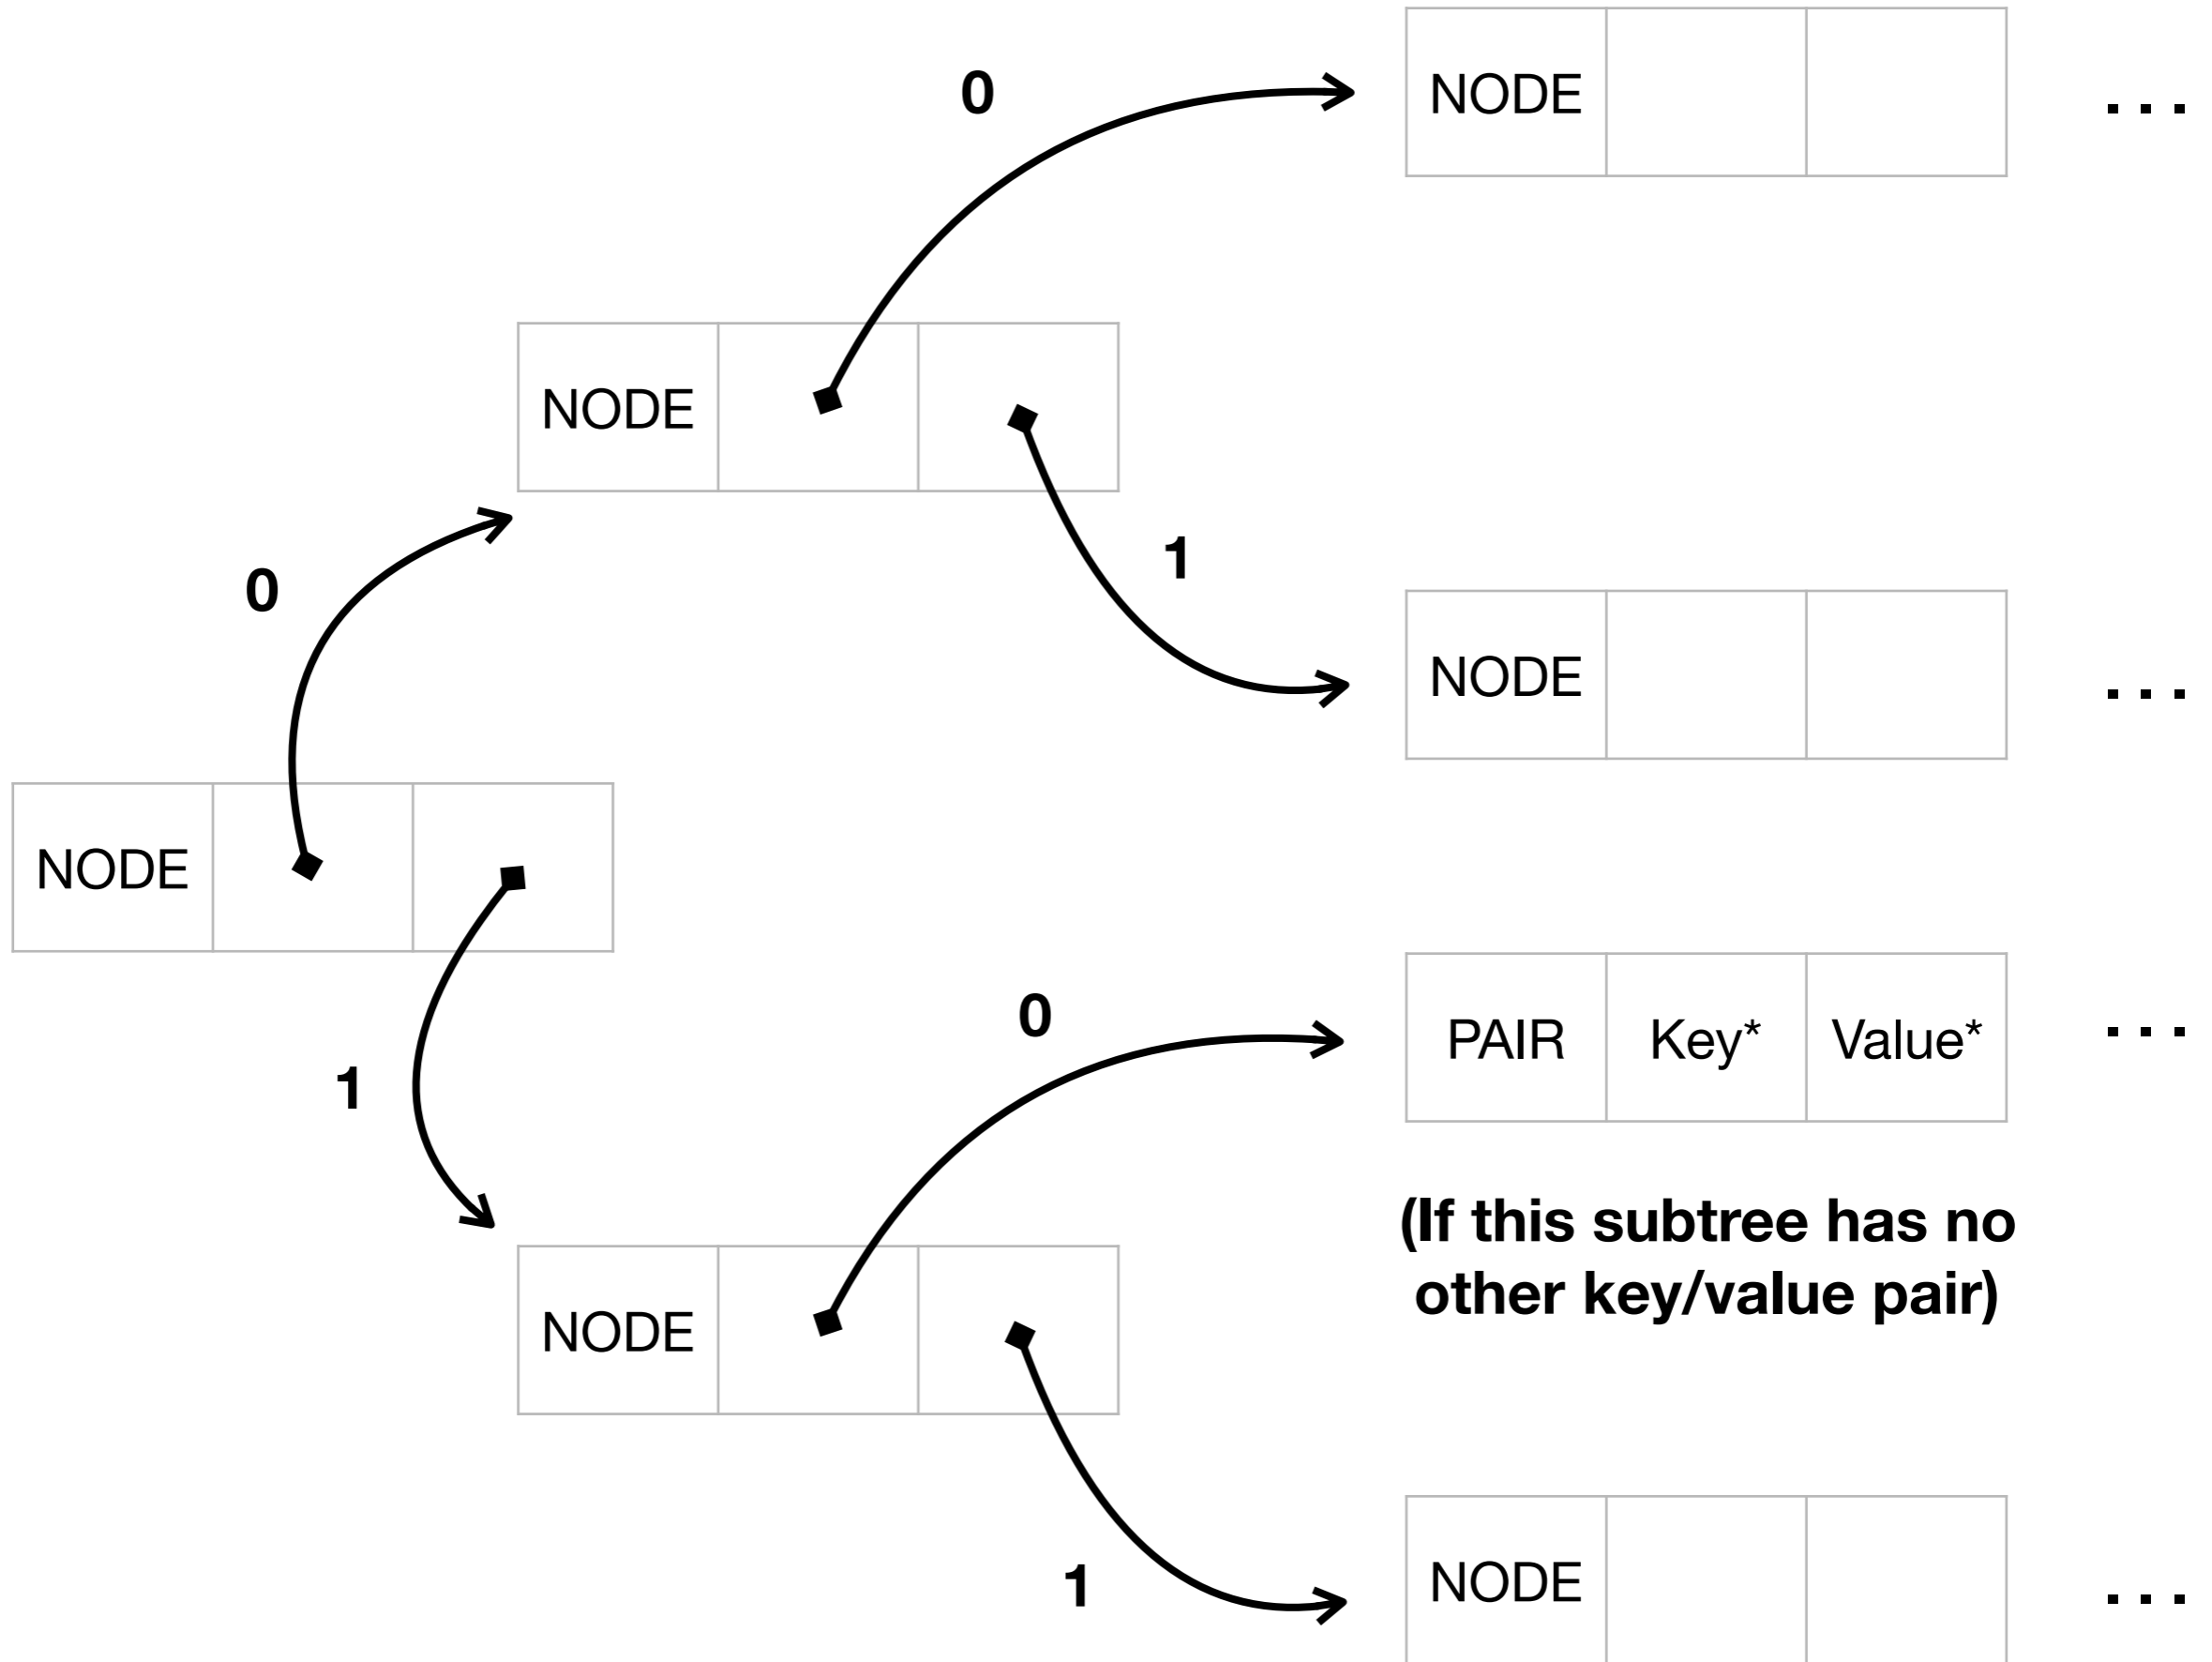 0
NODE
...
NODE
1
0
NODE
...
NODE
0
PAIR Key* Value*
...
1
(If this subtree has no
other key/value pair)
NODE
1
NODE
...